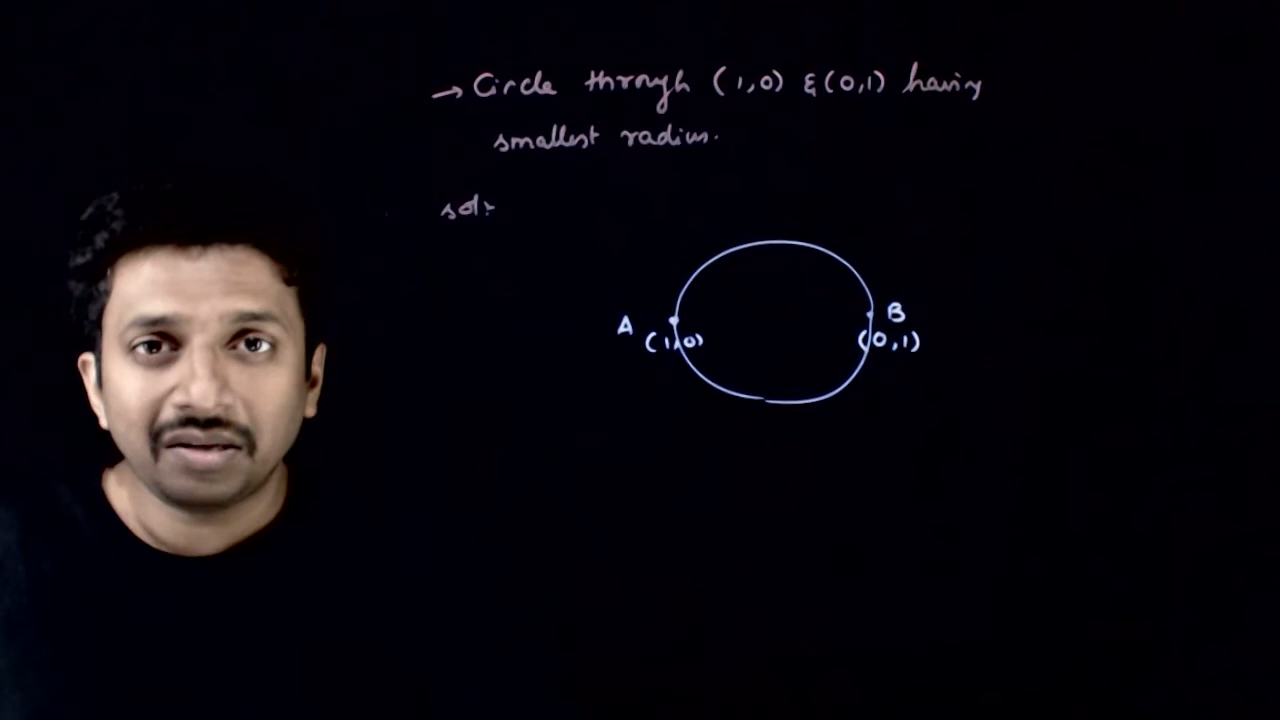 → Circle through (1,0) & (0,1) having
smallest radius.
sol:
A
B
(1,0)
(0,1)